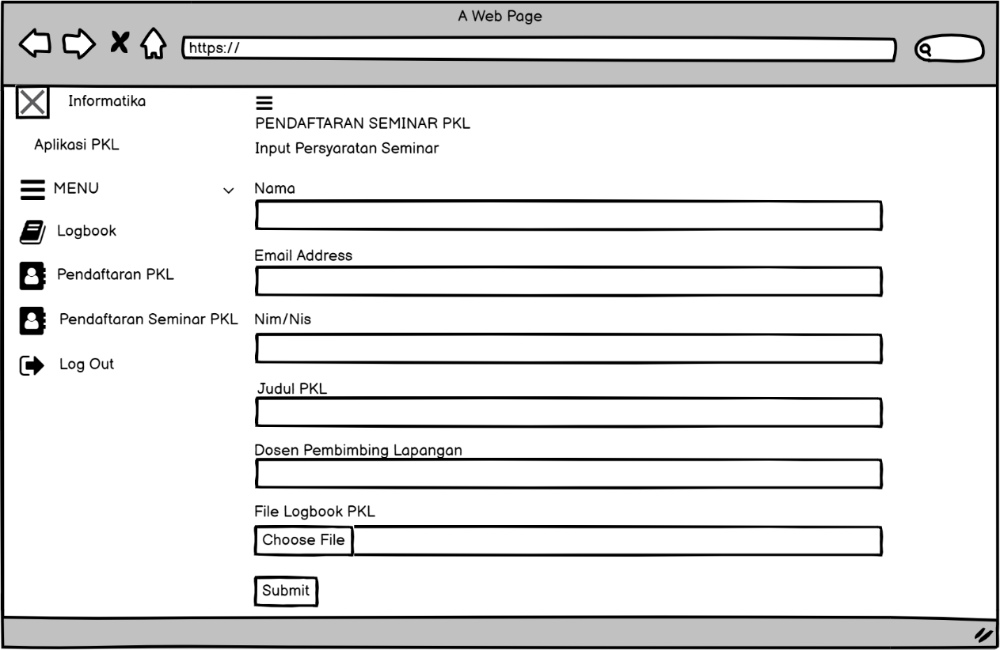 A Web Page
https://
Informatika
Aplikasi PKL
MENU
Logbook
Pendaftaran PKL
Pendaftaran Seminar PKL
Log Out
PENDAFTARAN SEMINAR PKL
Input Persyaratan Seminar
Nama
Email Address
Nim/Nis
Judul PKL
Dosen Pembimbing Lapangan
File Logbook PKL
Choose File
Submit